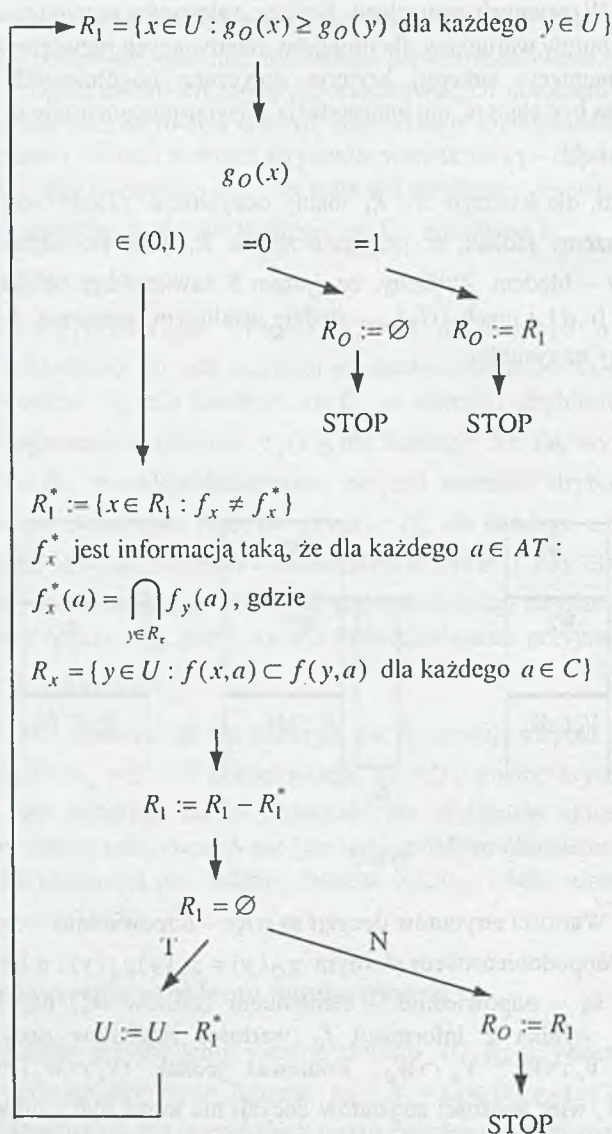 R₁ = {x ∈ U : g_O(x) ≥ g_O(y) dla każdego y ∈ U}
g_O(x)
∈ (0,1) =0 =1
R_O := ∅ R_O := R₁
STOP STOP
R₁* := {x ∈ R₁ : f_x ≠ f_x*}
f_x* jest informacją taką, że dla każdego a ∈ AT :
f_x*(a) = ⋂_{y∈R_x} f_y(a), gdzie
R_x = {y ∈ U : f(x,a) ⊂ f(y,a) dla każdego a ∈ C}
R₁ := R₁ − R₁*
R₁ = ∅
T N
U := U − R₁* R_O := R₁
STOP